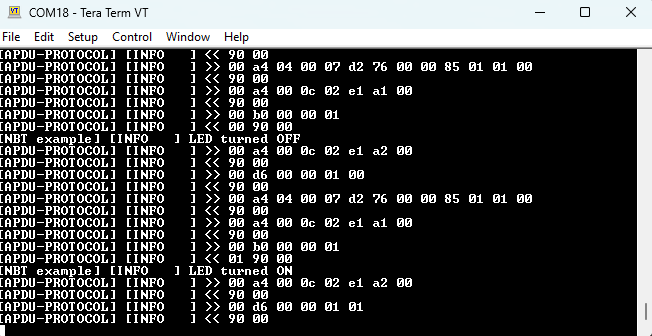 COM18 - Tera Term VT
File Edit Setup Control Window Help
[APDU-PROTOCOL] [INFO   ] << 90 00
[APDU-PROTOCOL] [INFO   ] >> 00 a4 04 00 07 d2 76 00 00 85 01 01 00
[APDU-PROTOCOL] [INFO   ] << 90 00
[APDU-PROTOCOL] [INFO   ] >> 00 a4 00 0c 02 e1 a1 00
[APDU-PROTOCOL] [INFO   ] << 90 00
[APDU-PROTOCOL] [INFO   ] >> 00 b0 00 00 01
[APDU-PROTOCOL] [INFO   ] << 00 90 00
[NBT example] [INFO   ] LED turned OFF
[APDU-PROTOCOL] [INFO   ] >> 00 a4 00 0c 02 e1 a2 00
[APDU-PROTOCOL] [INFO   ] << 90 00
[APDU-PROTOCOL] [INFO   ] >> 00 d6 00 00 01 00
[APDU-PROTOCOL] [INFO   ] << 90 00
[APDU-PROTOCOL] [INFO   ] >> 00 a4 04 00 07 d2 76 00 00 85 01 01 00
[APDU-PROTOCOL] [INFO   ] << 90 00
[APDU-PROTOCOL] [INFO   ] >> 00 a4 00 0c 02 e1 a1 00
[APDU-PROTOCOL] [INFO   ] << 90 00
[APDU-PROTOCOL] [INFO   ] >> 00 b0 00 00 01
[APDU-PROTOCOL] [INFO   ] << 01 90 00
[NBT example] [INFO   ] LED turned ON
[APDU-PROTOCOL] [INFO   ] >> 00 a4 00 0c 02 e1 a2 00
[APDU-PROTOCOL] [INFO   ] << 90 00
[APDU-PROTOCOL] [INFO   ] >> 00 d6 00 00 01 01
[APDU-PROTOCOL] [INFO   ] << 90 00